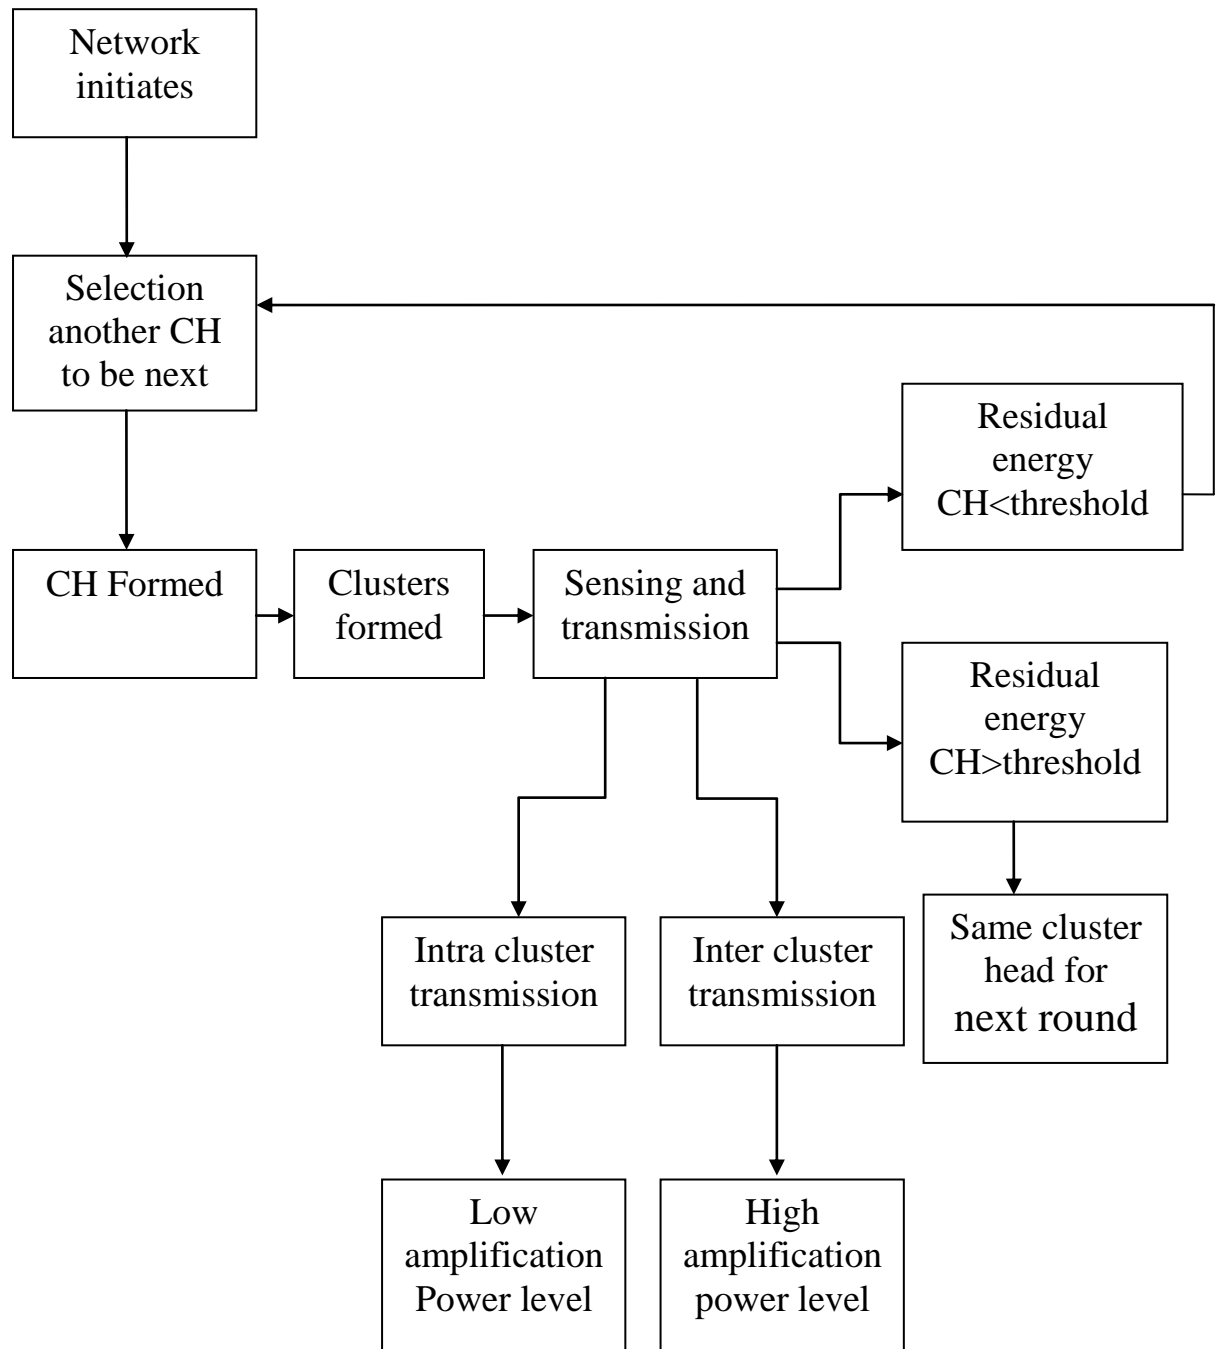 Network
initiates
Selection
another CH
to be next
Residual
energy
CH<threshold
CH Formed
Clusters
formed
Sensing and
transmission
Residual
energy
CH>threshold
Intra cluster
transmission
Inter cluster
transmission
Same cluster
head for
next round
Low
amplification
Power level
High
amplification
power level